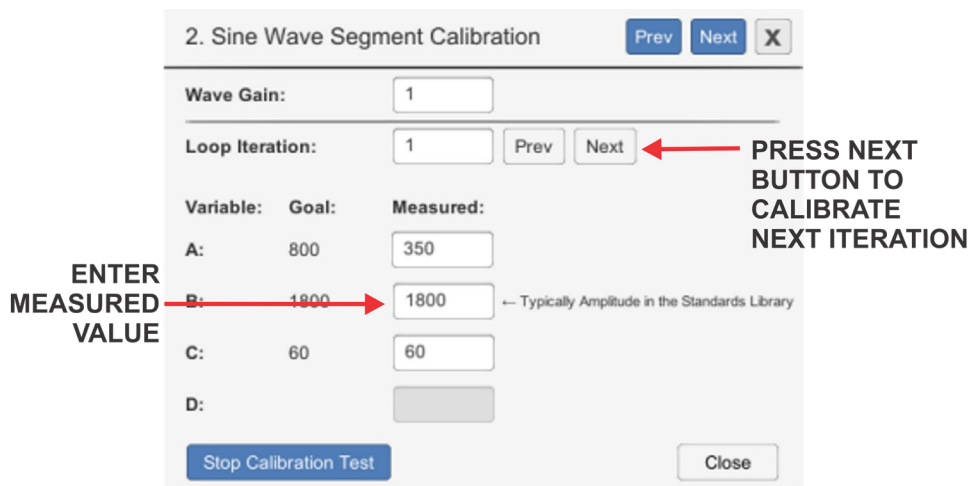 2. Sine Wave Segment Calibration Prev Next X
Wave Gain: 1
Loop Iteration: 1 Prev Next
PRESS NEXT
BUTTON TO
CALIBRATE
NEXT ITERATION
Variable: Goal: Measured:
A: 800 350
ENTER
MEASURED
VALUE
B: 1800 1800 ← Typically Amplitude in the Standards Library
C: 60 60
D:
Stop Calibration Test Close